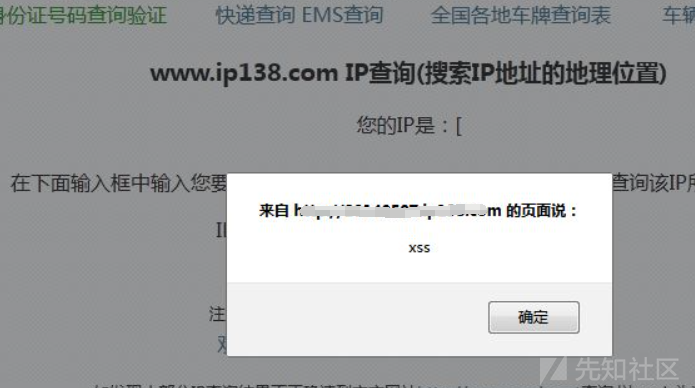 身份证号码查询验证 快递查询 EMS查询 全国各地车牌查询表 车辆
www.ip138.com IP查询(搜索IP地址的地理位置)
您的IP是：[
在下面输入框中输入您要 查询该IP所
来自 的页面说：
xss
确定
注
先知社区